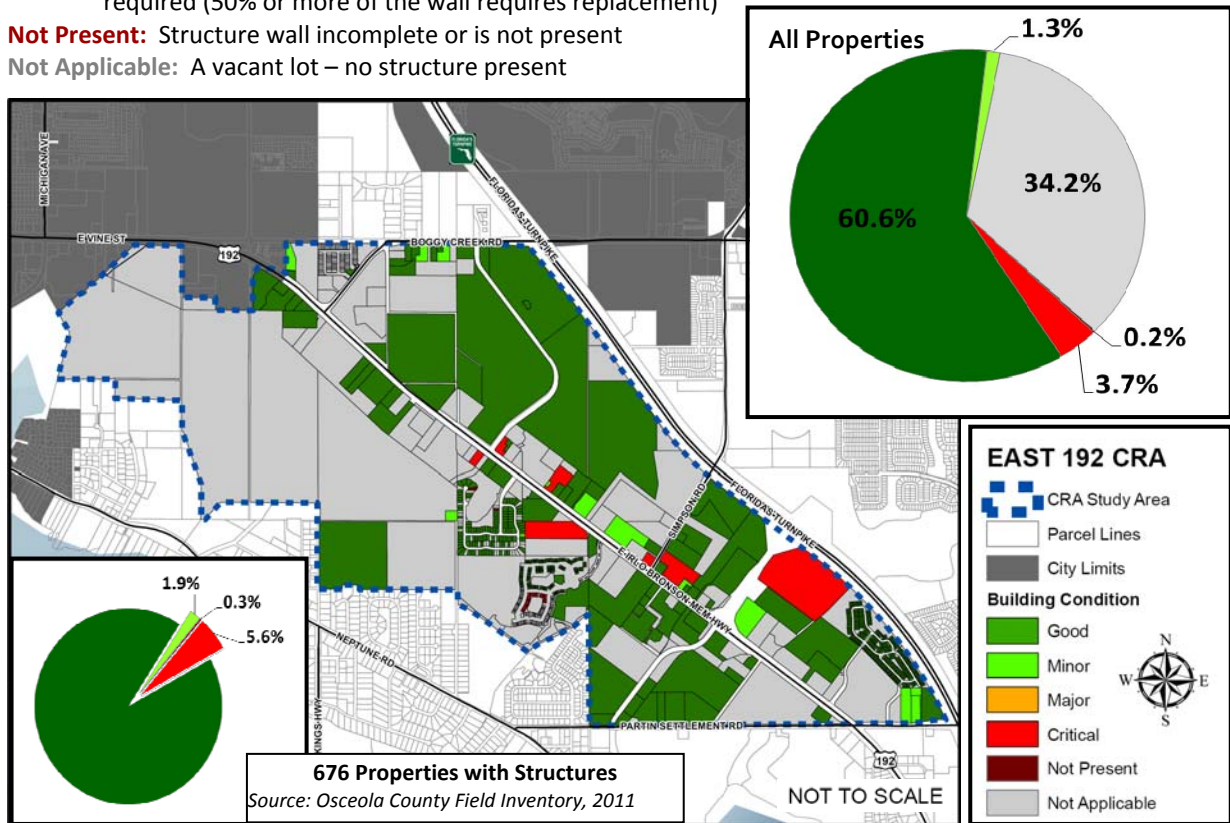 required (50% or more of the wall requires replacement)
Not Present: Structure wall incomplete or is not present
Not Applicable: A vacant lot – no structure present
All Properties
1.3%
34.2%
60.6%
0.2%
3.7%
MICHIGAN AVE
E VINE ST
192
FLORIDA'S
TURNPIKE
FLORIDAS-TURNPIKE
BOGGY CREEK RD
SIMPSON-RD
FLORIDAS-TURNPIKE
E-IRLO-BRONSON-MEM-HWY
NEPTUNE-RD
KINGS-HWY
PARTIN SETTLEMENT RD
192
NOT TO SCALE
1.9%
0.3%
5.6%
676 Properties with Structures
Source: Osceola County Field Inventory, 2011
EAST 192 CRA
CRA Study Area
Parcel Lines
City Limits
Building Condition
Good
Minor
Major
Critical
Not Present
Not Applicable
N
W E
S